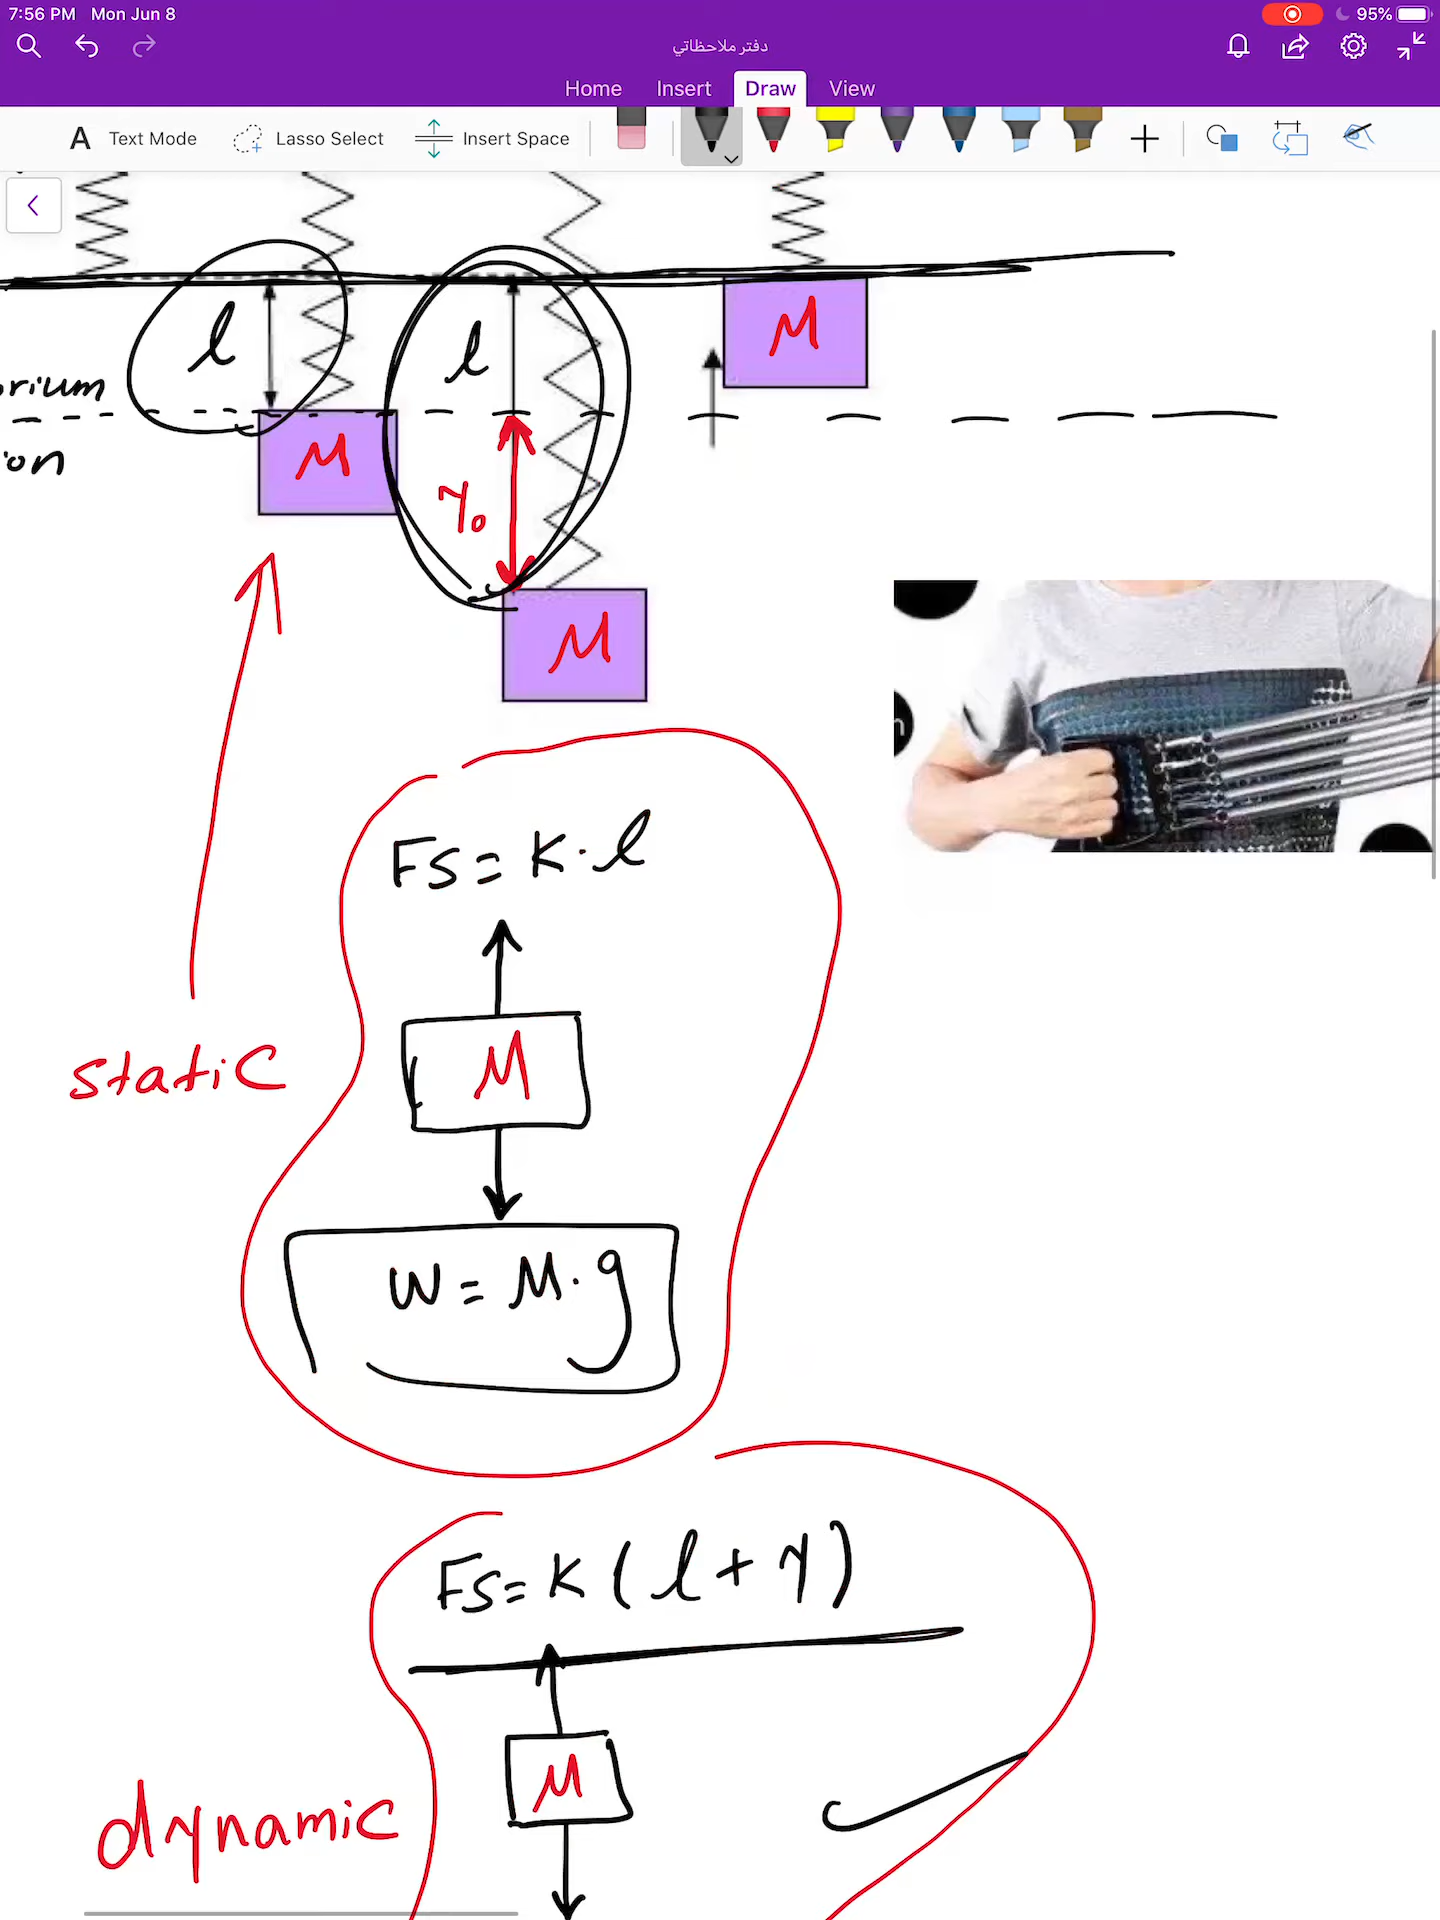 7:56 PM Mon Jun 8
95%
دفتر ملاحظاتي
Home Insert Draw View
A Text Mode Lasso Select Insert Space
l l M
rium
on
M
y₀
M
FS = K · l
M
static
W = M · g
FS = K ( l + y )
M
dynamic